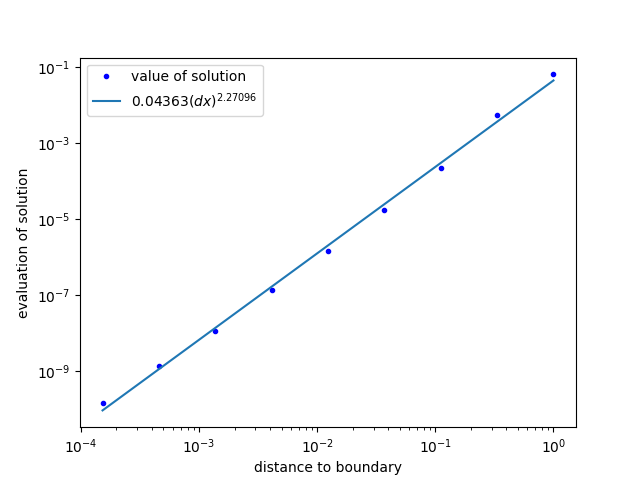 value of solution
0.04363(dx)^2.27096
evaluation of solution
10^-1
10^-3
10^-5
10^-7
10^-9
10^-4
10^-3
10^-2
10^-1
10^0
distance to boundary